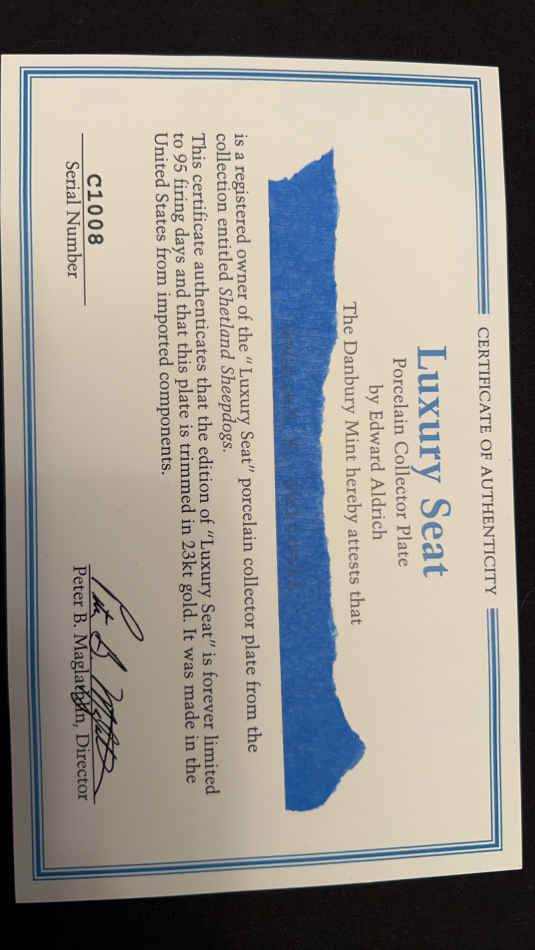 CERTIFICATE OF AUTHENTICITY
Luxury Seat
Porcelain Collector Plate
by Edward Aldrich
The Danbury Mint hereby attests that
is a registered owner of the "Luxury Seat" porcelain collector plate from the
collection entitled Shetland Sheepdogs.
This certificate authenticates that the edition of "Luxury Seat" is forever limited
to 95 firing days and that this plate is trimmed in 23kt gold. It was made in the
United States from imported components.
C1008
Serial Number
Peter B. Maglathlin, Director